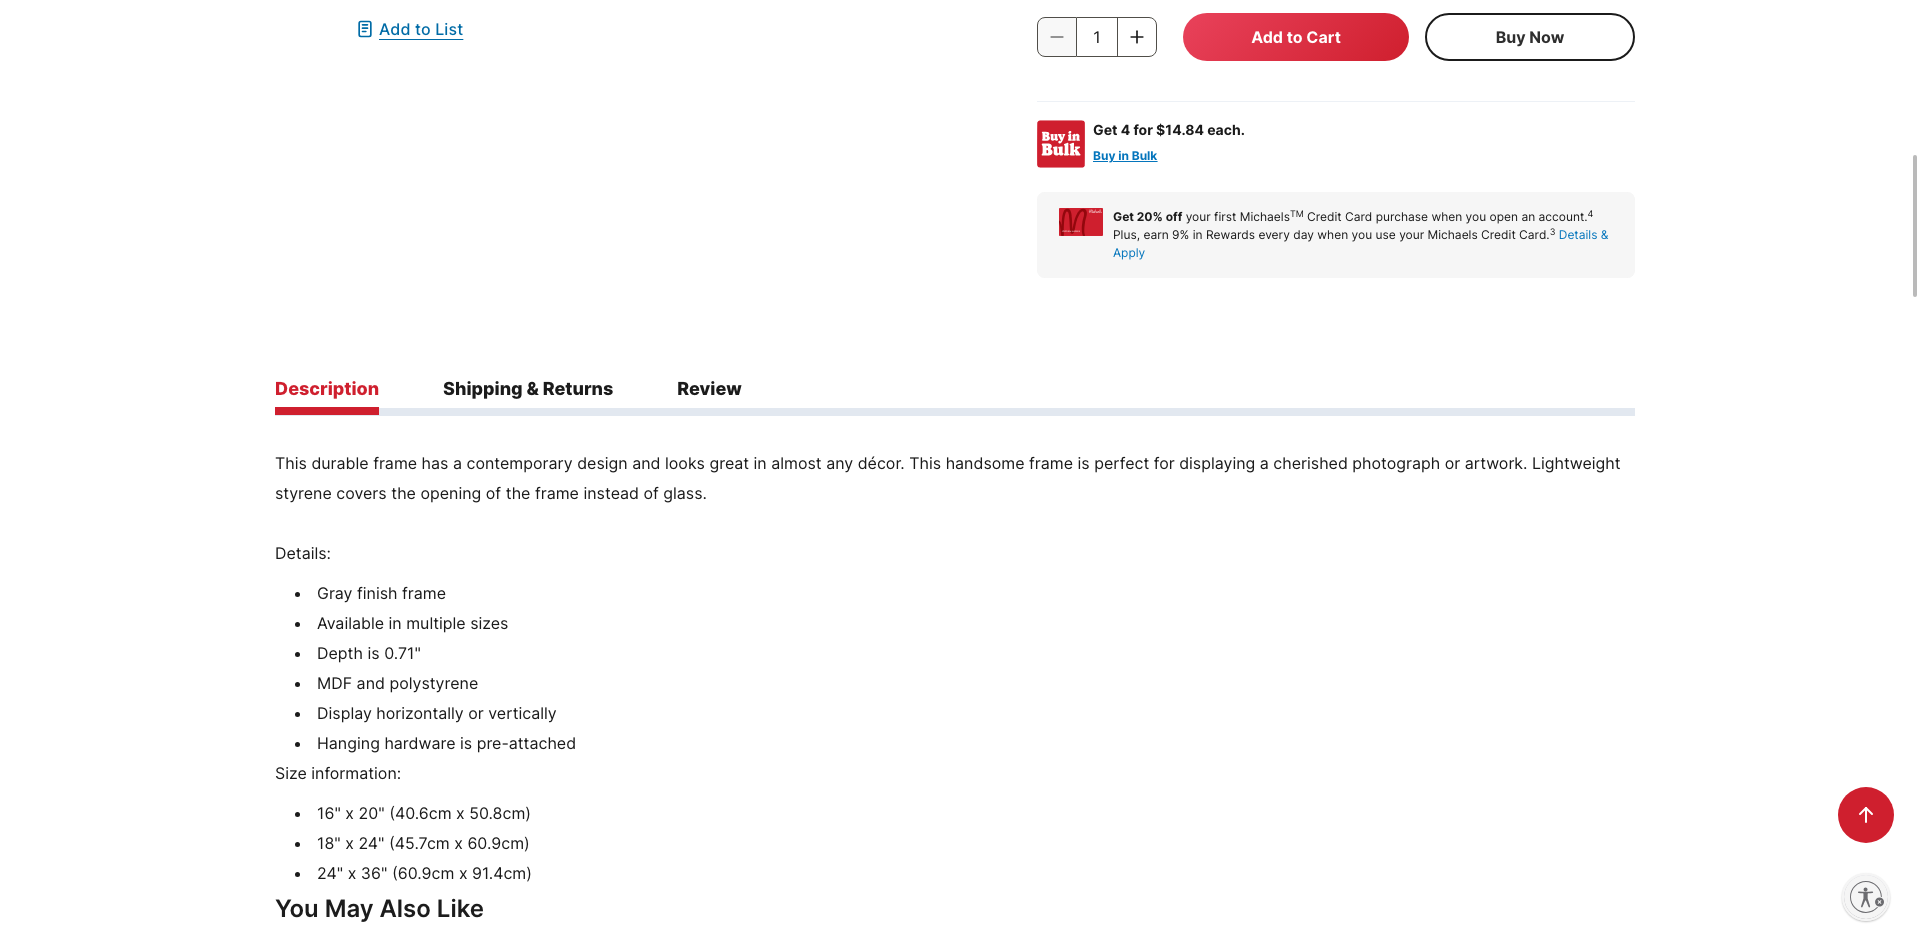 Add to List
1
Add to Cart
Buy Now
Buy in
Bulk
Get 4 for $14.84 each.
Buy in Bulk
Get 20% off your first Michaels™ Credit Card purchase when you open an account.⁴
Plus, earn 9% in Rewards every day when you use your Michaels Credit Card.³ Details &
Apply
Description
Shipping & Returns
Review
This durable frame has a contemporary design and looks great in almost any décor. This handsome frame is perfect for displaying a cherished photograph or artwork. Lightweight
styrene covers the opening of the frame instead of glass.
Details:
• Gray finish frame
• Available in multiple sizes
• Depth is 0.71"
• MDF and polystyrene
• Display horizontally or vertically
• Hanging hardware is pre-attached
Size information:
• 16" x 20" (40.6cm x 50.8cm)
• 18" x 24" (45.7cm x 60.9cm)
• 24" x 36" (60.9cm x 91.4cm)
You May Also Like